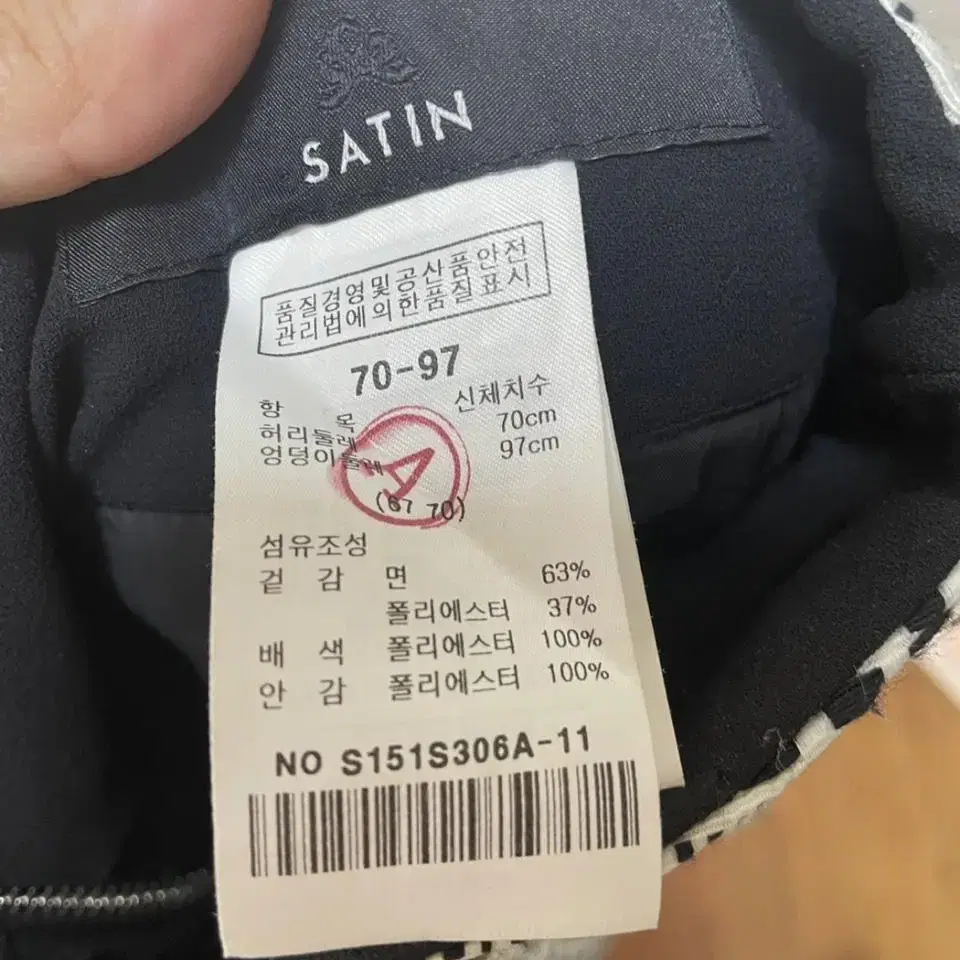 SATIN
품질경영및공산품안전
관리법에의한품질표시
70-97
항 목 신체치수
허리둘레 70cm
엉덩이둘레 97cm
A
(67 70)
섬유조성
겉 감 면 63%
폴리에스터 37%
배 색 폴리에스터 100%
안 감 폴리에스터 100%
NO S151S306A-11